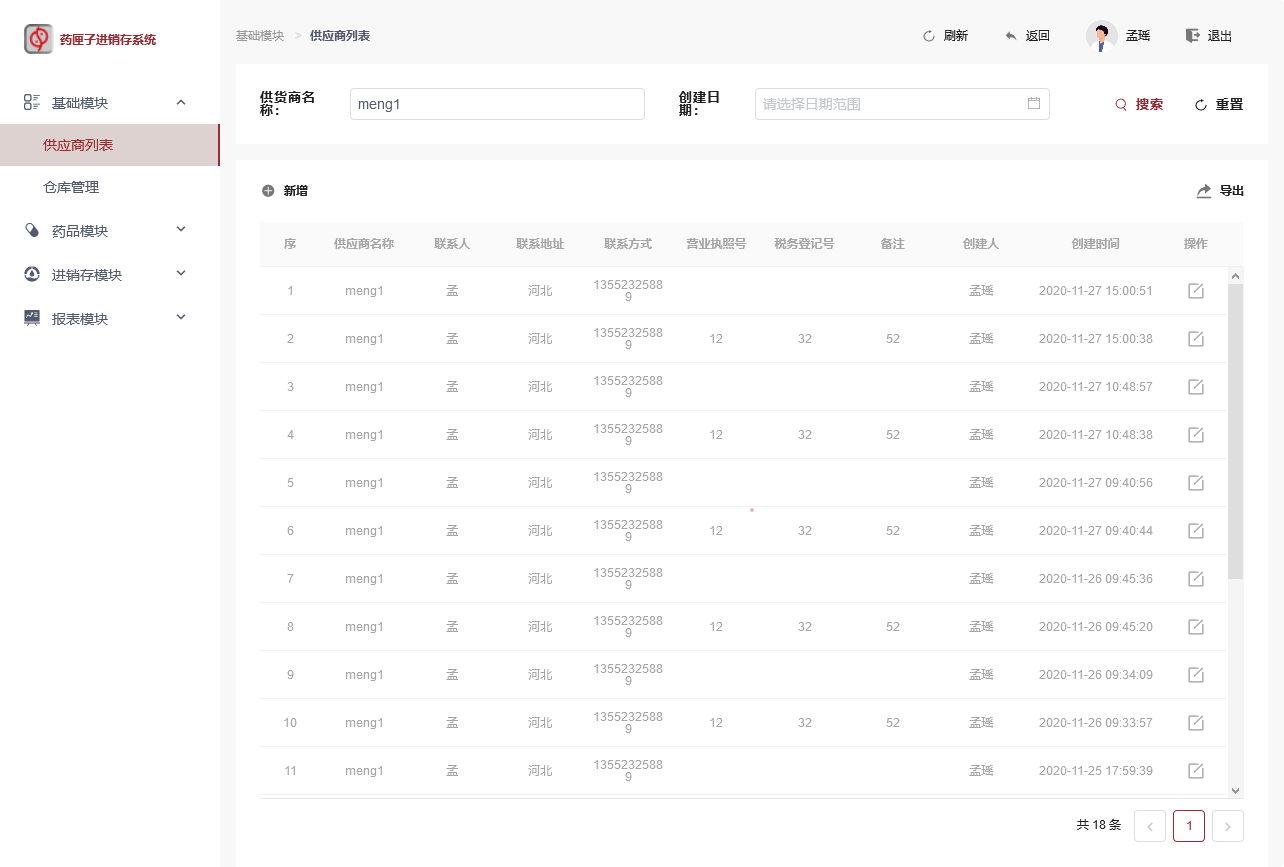 药匣子进销存系统
基础模块
供应商列表
仓库管理
药品模块
进销存模块
报表模块
基础模块 > 供应商列表
刷新 返回 孟瑶 退出
供货商名称： meng1 创建日期： 请选择日期范围 搜索 重置
新增 导出
序 供应商名称 联系人 联系地址 联系方式 营业执照号 税务登记号 备注 创建人 创建时间 操作
1 meng1 孟 河北 13552325889 孟瑶 2020-11-27 15:00:51
2 meng1 孟 河北 13552325889 12 32 52 孟瑶 2020-11-27 15:00:38
3 meng1 孟 河北 13552325889 孟瑶 2020-11-27 10:48:57
4 meng1 孟 河北 13552325889 12 32 52 孟瑶 2020-11-27 10:48:38
5 meng1 孟 河北 13552325889 孟瑶 2020-11-27 09:40:56
6 meng1 孟 河北 13552325889 12 32 52 孟瑶 2020-11-27 09:40:44
7 meng1 孟 河北 13552325889 孟瑶 2020-11-26 09:45:36
8 meng1 孟 河北 13552325889 12 32 52 孟瑶 2020-11-26 09:45:20
9 meng1 孟 河北 13552325889 孟瑶 2020-11-26 09:34:09
10 meng1 孟 河北 13552325889 12 32 52 孟瑶 2020-11-26 09:33:57
11 meng1 孟 河北 13552325889 孟瑶 2020-11-25 17:59:39
共 18 条 < 1 >